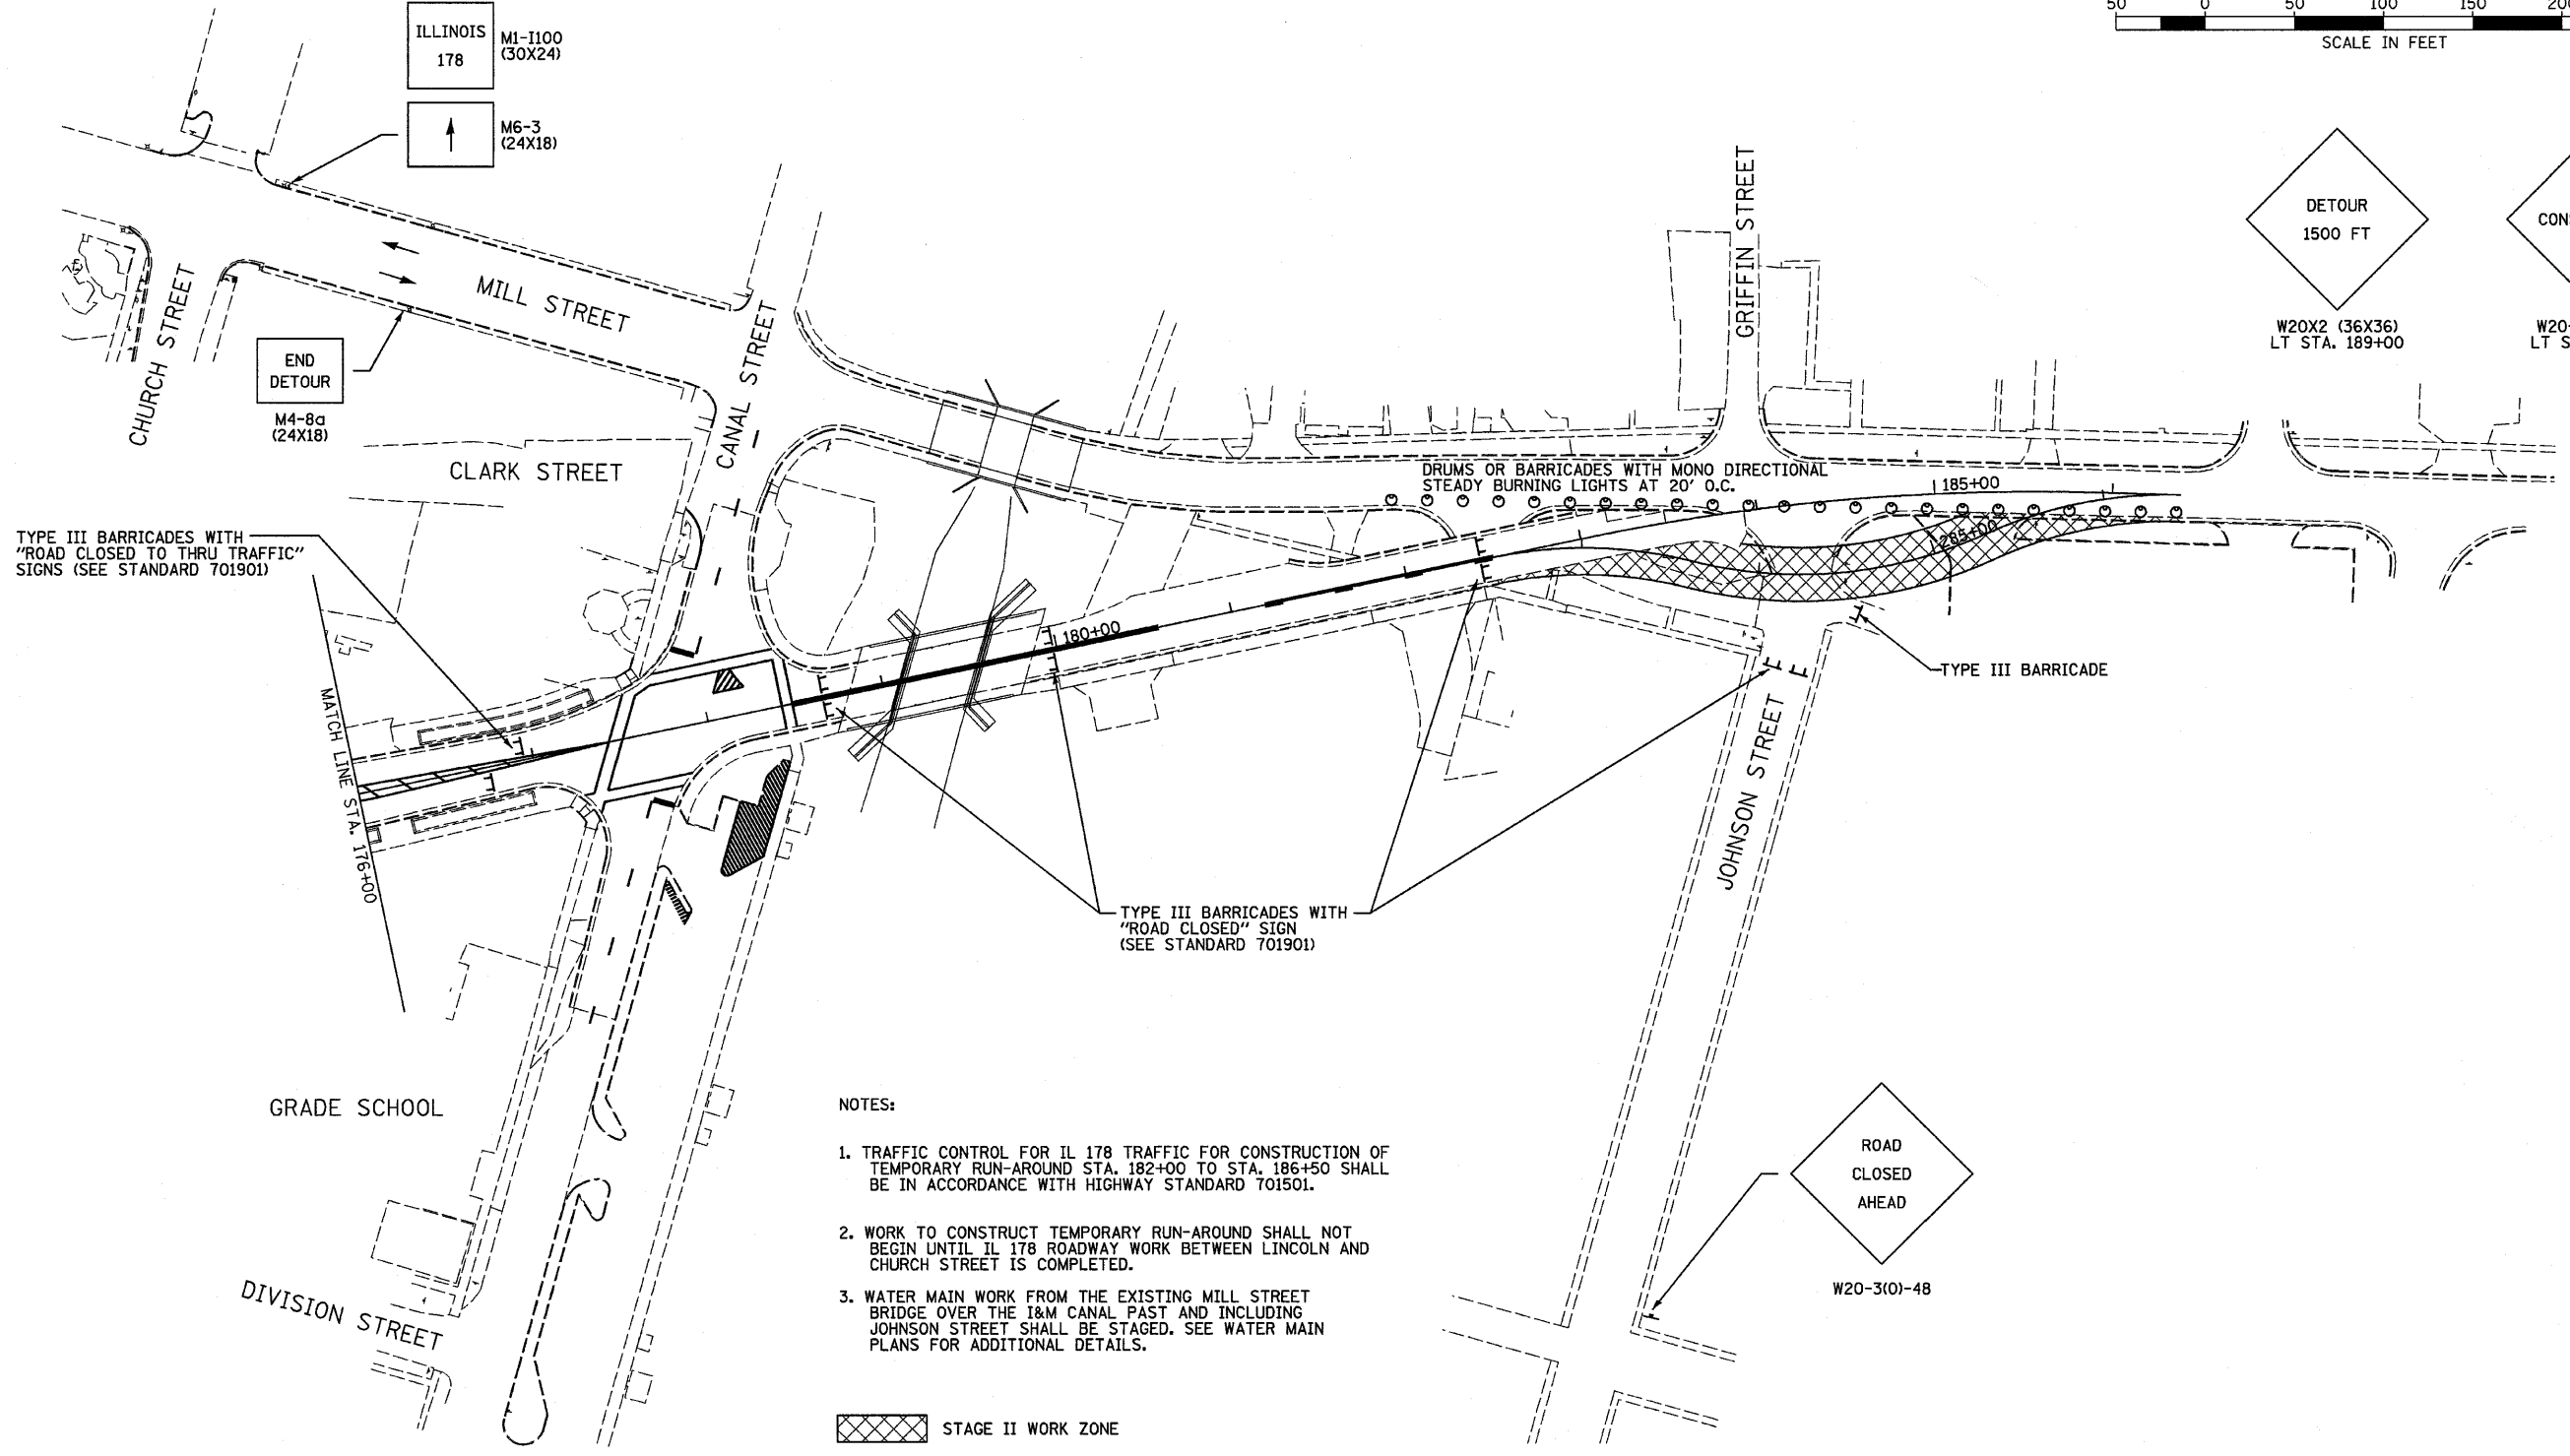 ILLINOIS
178
M1-I100
(30X24)
M6-3
(24X18)
50 0 50 100 150
SCALE IN FEET
DETOUR
1500 FT
W20X2 (36X36)
LT STA. 189+00
MILL STREET
CHURCH STREET
END
DETOUR
M4-8a
(24X18)
CANAL STREET
CLARK STREET
GRIFFIN STREET
DRUMS OR BARRICADES WITH MONO DIRECTIONAL
STEADY BURNING LIGHTS AT 20' O.C.
185+00
285+00
TYPE III BARRICADES WITH
"ROAD CLOSED TO THRU TRAFFIC"
SIGNS (SEE STANDARD 701901)
180+00
MATCH LINE STA. 176+00
TYPE III BARRICADE
JOHNSON STREET
TYPE III BARRICADES WITH
"ROAD CLOSED" SIGN
(SEE STANDARD 701901)
GRADE SCHOOL
DIVISION STREET
NOTES:
1. TRAFFIC CONTROL FOR IL 178 TRAFFIC FOR CONSTRUCTION OF
TEMPORARY RUN-AROUND STA. 182+00 TO STA. 186+50 SHALL
BE IN ACCORDANCE WITH HIGHWAY STANDARD 701501.
2. WORK TO CONSTRUCT TEMPORARY RUN-AROUND SHALL NOT
BEGIN UNTIL IL 178 ROADWAY WORK BETWEEN LINCOLN AND
CHURCH STREET IS COMPLETED.
3. WATER MAIN WORK FROM THE EXISTING MILL STREET
BRIDGE OVER THE I&M CANAL PAST AND INCLUDING
JOHNSON STREET SHALL BE STAGED. SEE WATER MAIN
PLANS FOR ADDITIONAL DETAILS.
ROAD
CLOSED
AHEAD
W20-3(O)-48
STAGE II WORK ZONE